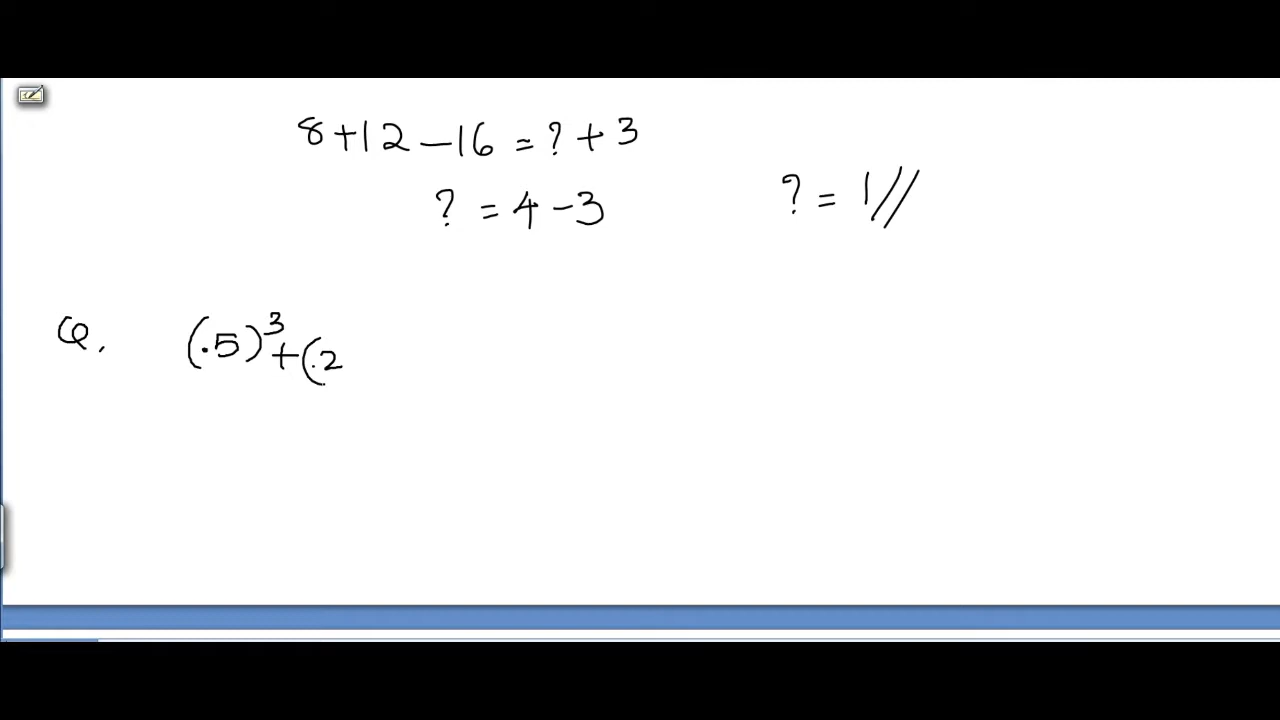 8+12-16 = ? + 3
? = 4-3
? = 1//
Q. (.5)³+(.2